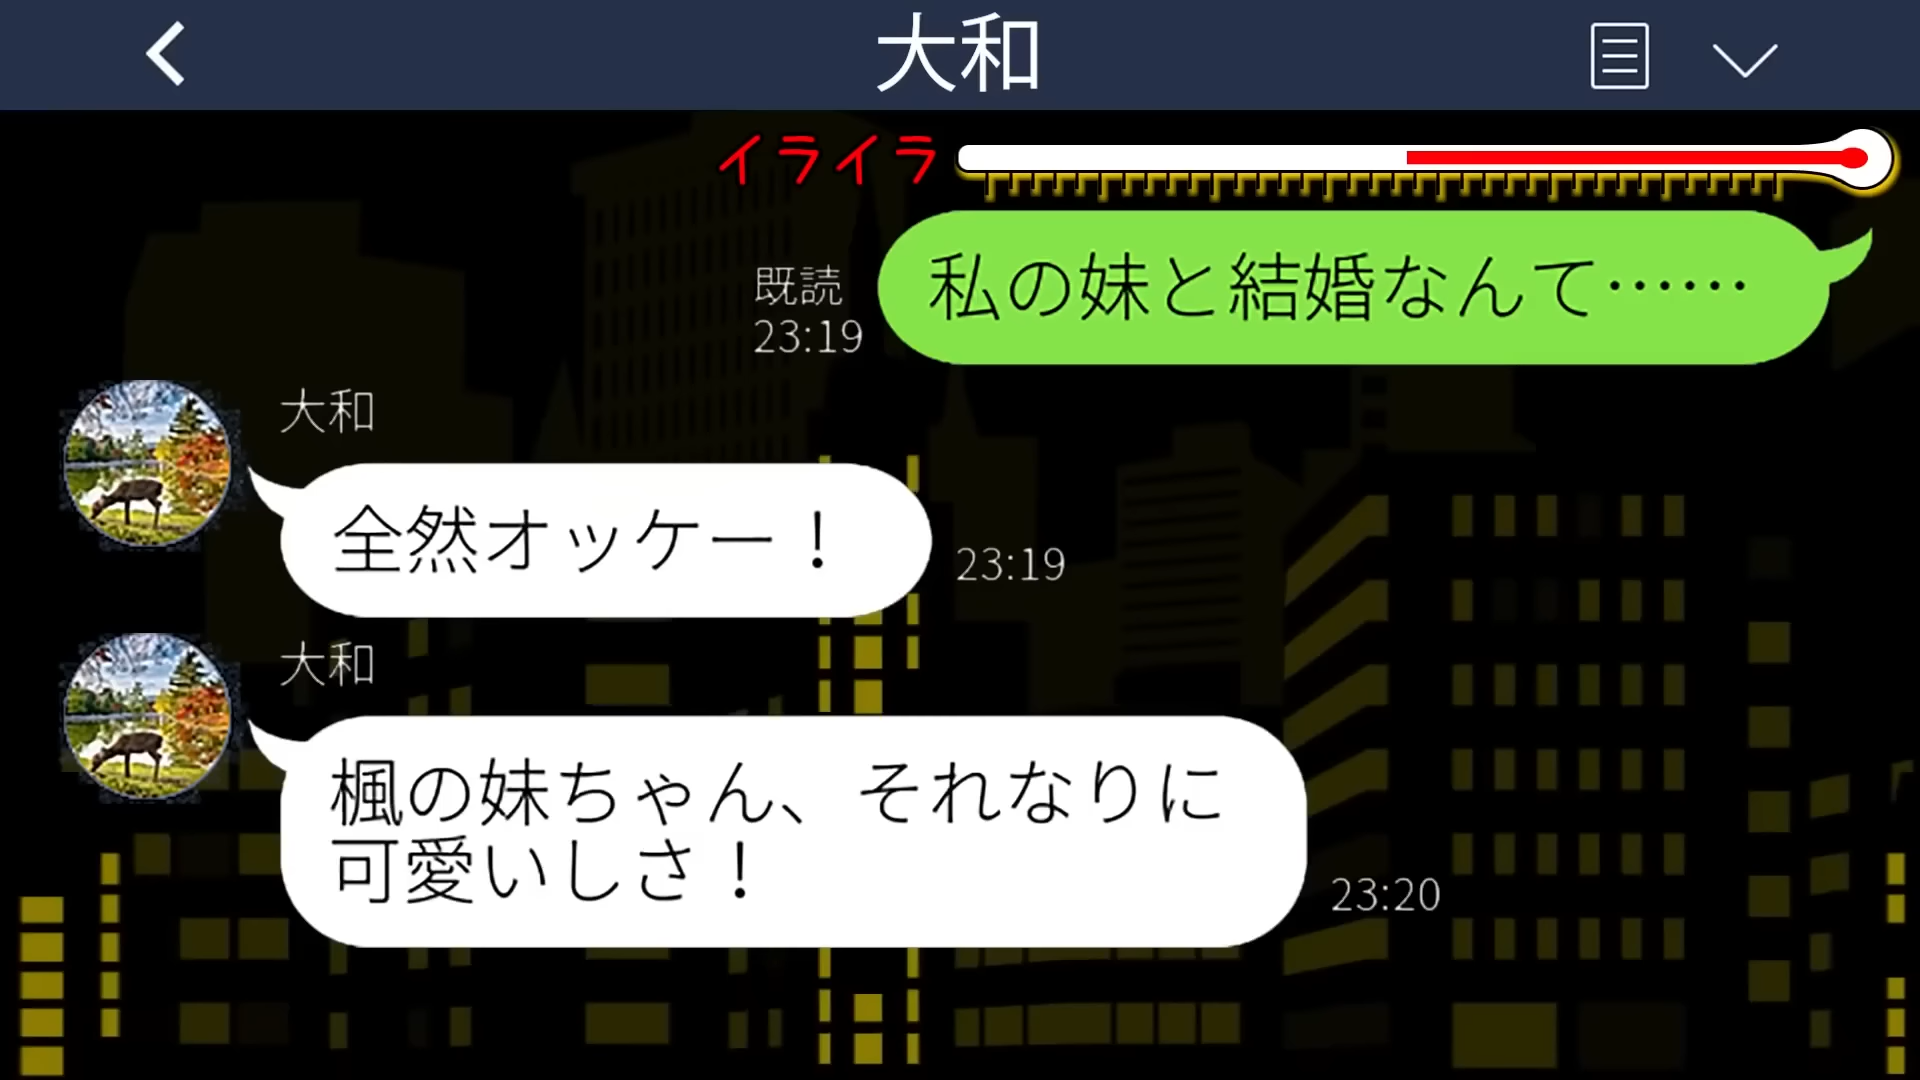 大和
イライラ
私の妹と結婚なんて……
既読
23:19
大和
全然オッケー！
23:19
大和
楓の妹ちゃん、それなりに
可愛いしさ！
23:20